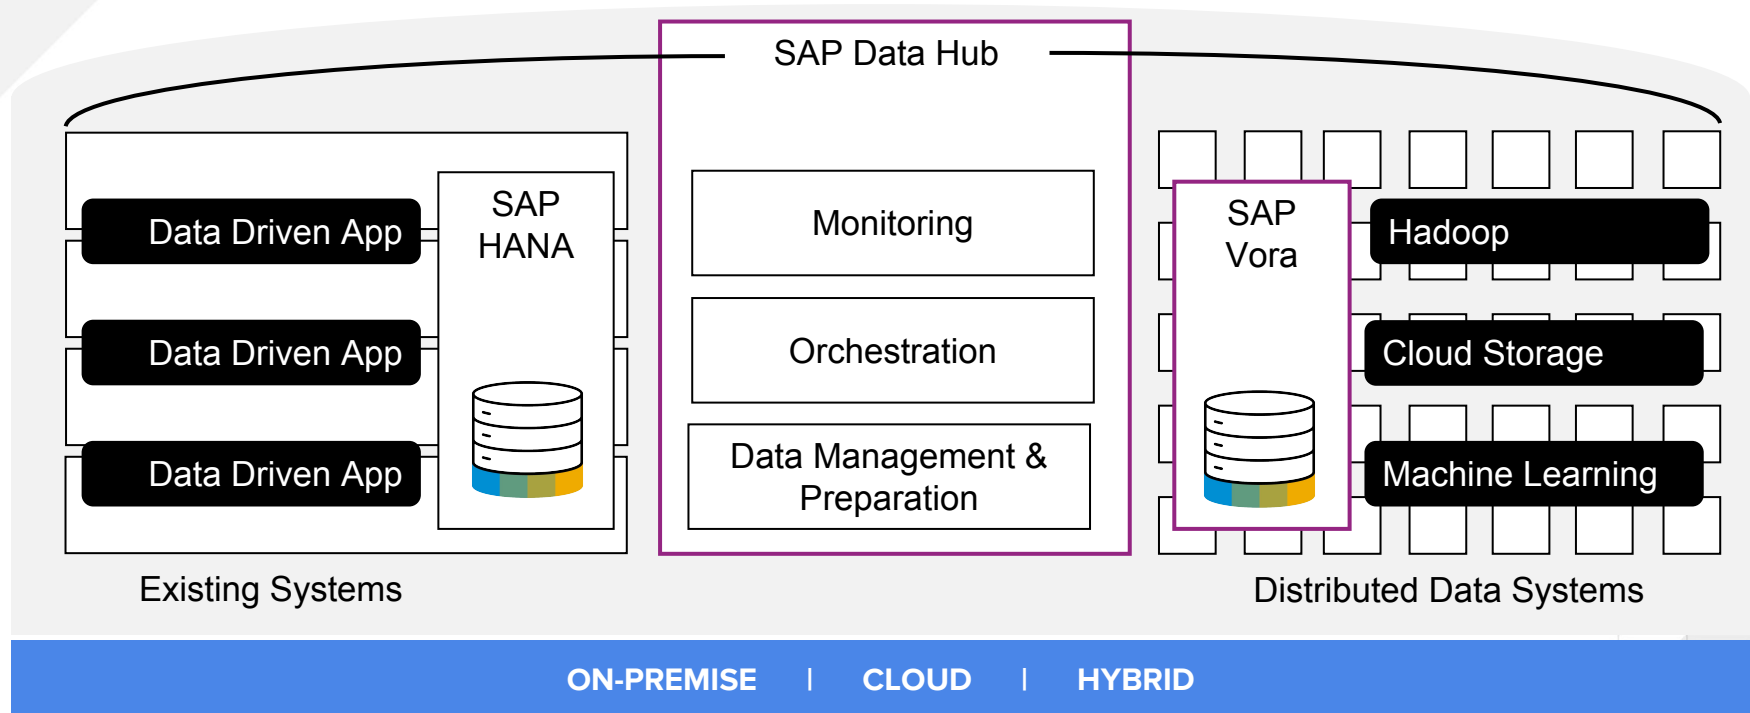 SAP Data Hub
Data Driven App
Data Driven App
Data Driven App
SAP
HANA
Monitoring
Orchestration
Data Management &
Preparation
SAP
Vora
Hadoop
Cloud Storage
Machine Learning
Existing Systems
Distributed Data Systems
ON-PREMISE | CLOUD | HYBRID